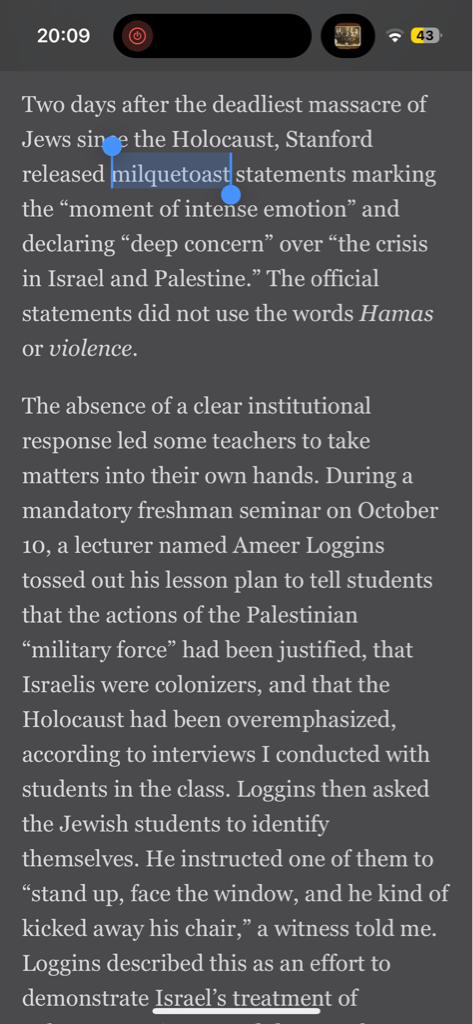 20:09
43
Two days after the deadliest massacre of
Jews since the Holocaust, Stanford
released milquetoast statements marking
the “moment of intense emotion” and
declaring “deep concern” over “the crisis
in Israel and Palestine.” The official
statements did not use the words Hamas
or violence.
The absence of a clear institutional
response led some teachers to take
matters into their own hands. During a
mandatory freshman seminar on October
10, a lecturer named Ameer Loggins
tossed out his lesson plan to tell students
that the actions of the Palestinian
“military force” had been justified, that
Israelis were colonizers, and that the
Holocaust had been overemphasized,
according to interviews I conducted with
students in the class. Loggins then asked
the Jewish students to identify
themselves. He instructed one of them to
“stand up, face the window, and he kind of
kicked away his chair,” a witness told me.
Loggins described this as an effort to
demonstrate Israel’s treatment of